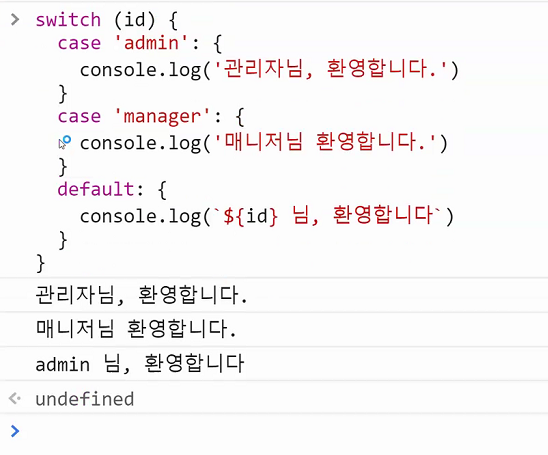 switch (id) {
case 'admin': {
console.log('관리자님, 환영합니다.')
}
case 'manager': {
console.log('매니저님 환영합니다.')
}
default: {
console.log(`${id} 님, 환영합니다`)
}
}
관리자님, 환영합니다.
매니저님 환영합니다.
admin 님, 환영합니다
undefined